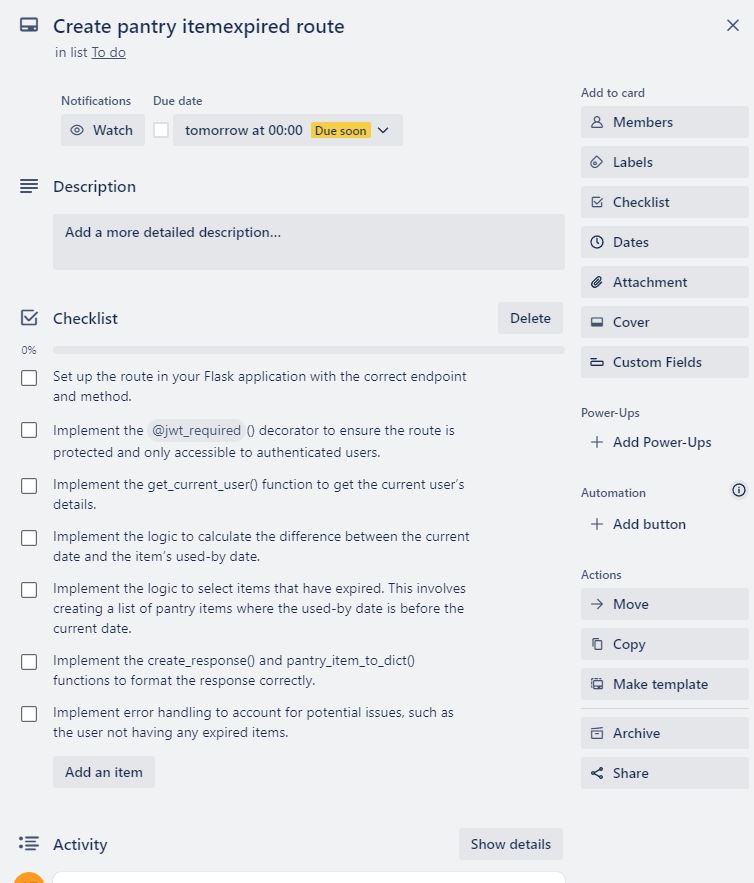 Create pantry itemexpired route
in list To do
Notifications
Due date
Watch
tomorrow at 00:00 Due soon
Description
Add a more detailed description...
Checklist
Delete
0%
Set up the route in your Flask application with the correct endpoint
and method.
Implement the @jwt_required () decorator to ensure the route is
protected and only accessible to authenticated users.
Implement the get_current_user() function to get the current user's
details.
Implement the logic to calculate the difference between the current
date and the item's used-by date.
Implement the logic to select items that have expired. This involves
creating a list of pantry items where the used-by date is before the
current date.
Implement the create_response() and pantry_item_to_dict()
functions to format the response correctly.
Implement error handling to account for potential issues, such as
the user not having any expired items.
Add an item
Activity
Show details
Add to card
Members
Labels
Checklist
Dates
Attachment
Cover
Custom Fields
Power-Ups
Add Power-Ups
Automation
Add button
Actions
Move
Copy
Make template
Archive
Share